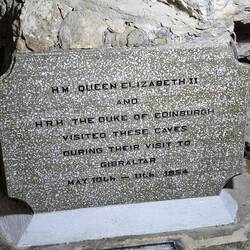 H.M. QUEEN ELIZABETH II
AND
H.R.H. THE DUKE OF EDINBURGH
VISITED THESE CAVES
DURING THEIR VISIT TO
GIBRALTAR
MAY 10th - 11th 1954